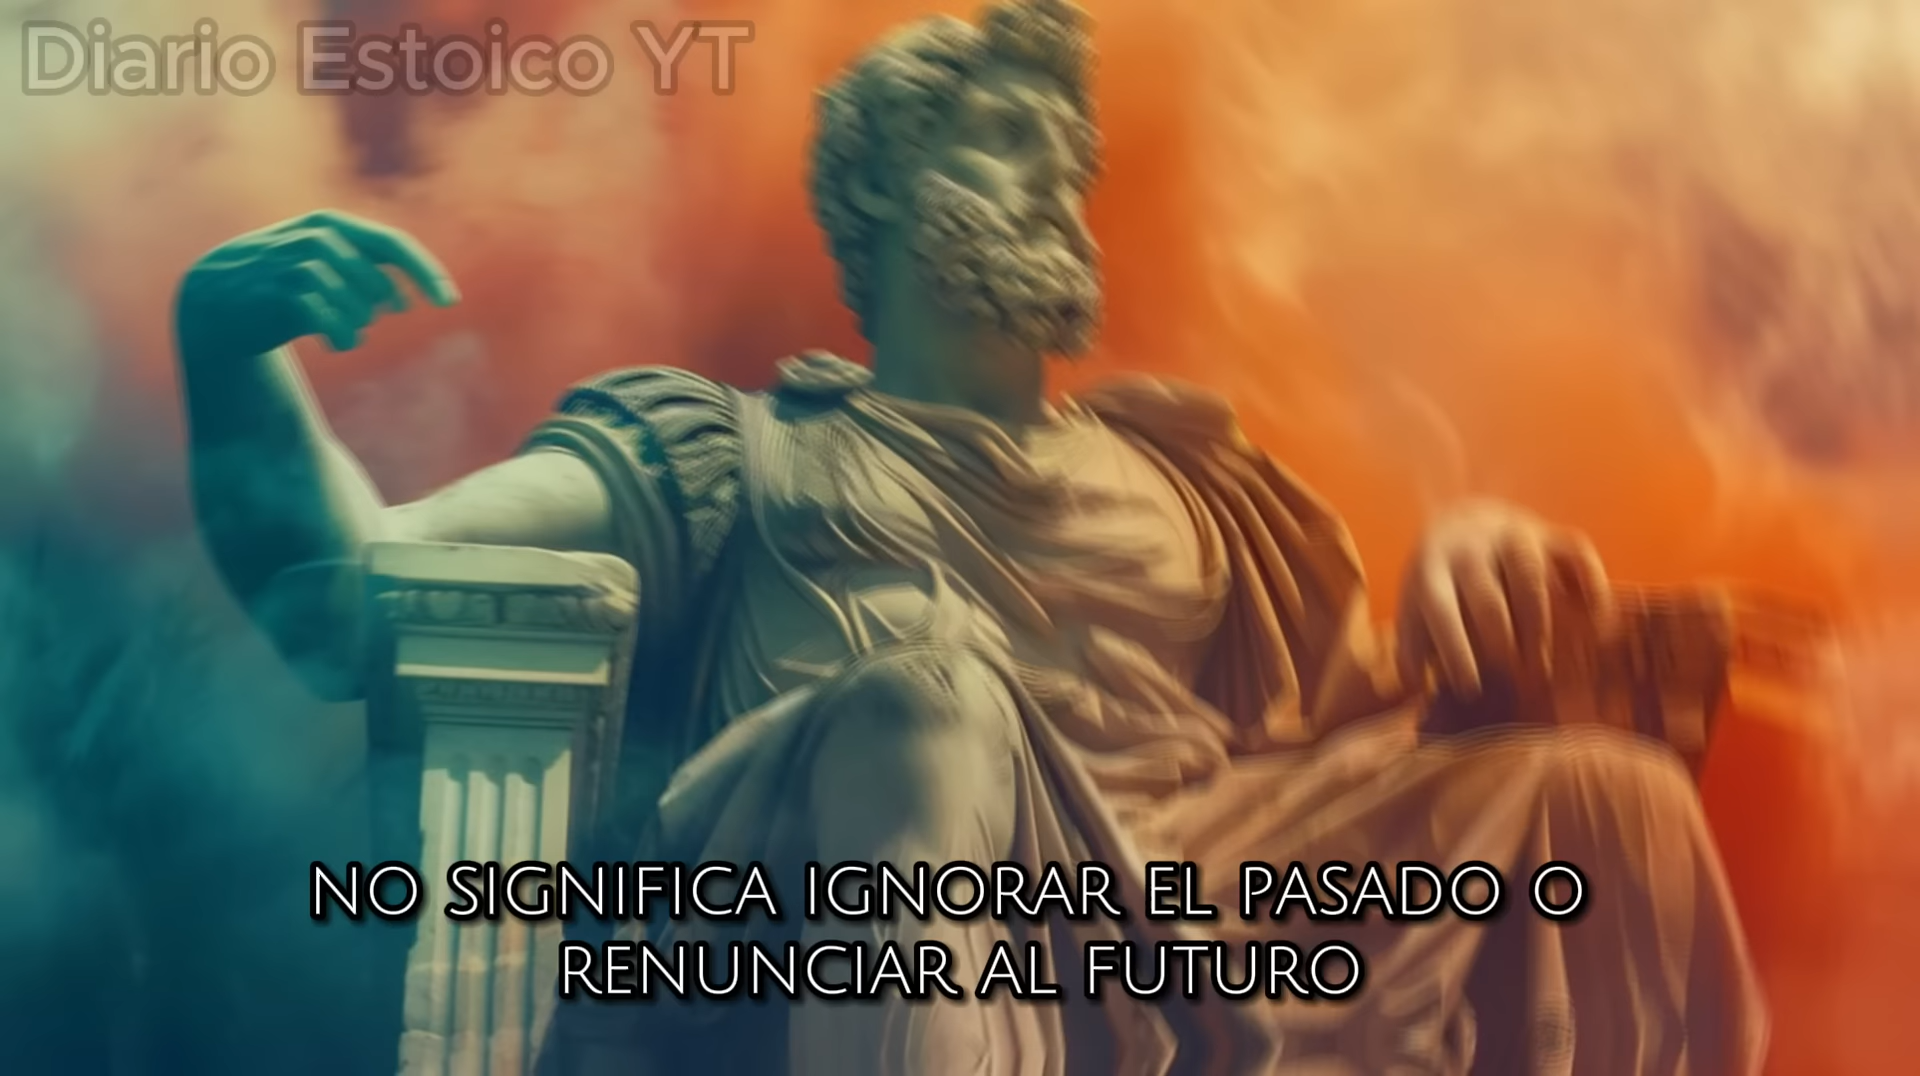 Diario Estoico YT
NO SIGNIFICA IGNORAR EL PASADO O
RENUNCIAR AL FUTURO